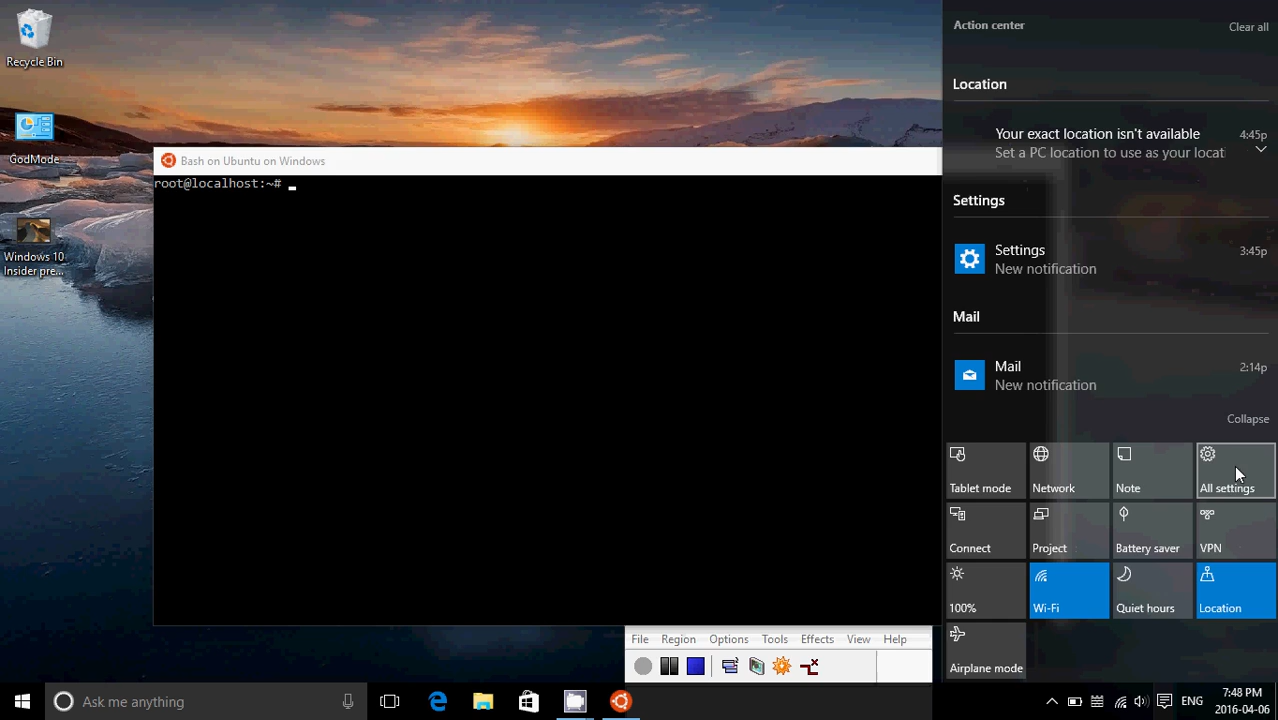 Recycle Bin
GodMode
Windows 10
Insider pre...
Bash on Ubuntu on Windows
root@localhost:~#
Action center
Clear all
Location
Your exact location isn't available
4:45p
Set a PC location to use as your locati
Settings
Settings
3:45p
New notification
Mail
Mail
2:14p
New notification
Collapse
Tablet mode
Network
Note
All settings
Connect
Project
Battery saver
VPN
100%
Wi-Fi
Quiet hours
Location
Airplane mode
File Region Options Tools Effects View Help
Ask me anything
ENG
7:48 PM
2016-04-06